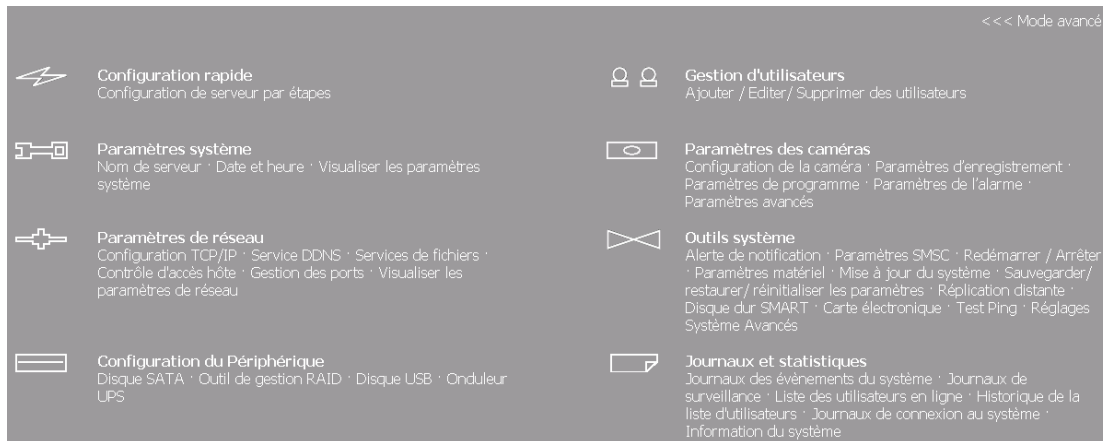 <<< Mode avancé
Configuration rapide
Configuration de serveur par étapes
Paramètres système
Nom de serveur · Date et heure · Visualiser les paramètres
système
Paramètres de réseau
Configuration TCP/IP · Service DDNS · Services de fichiers ·
Contrôle d'accès hôte · Gestion des ports · Visualiser les
paramètres de réseau
Configuration du Périphérique
Disque SATA · Outil de gestion RAID · Disque USB · Onduleur
UPS
Gestion d'utilisateurs
Ajouter / Editer/ Supprimer des utilisateurs
Paramètres des caméras
Configuration de la caméra · Paramètres d'enregistrement ·
Paramètres de programme · Paramètres de l'alarme ·
Paramètres avancés
Outils système
Alerte de notification · Paramètres SMSC · Redémarrer / Arrêter
· Paramètres matériel · Mise à jour du système · Sauvegarder/
restaurer/ réinitialiser les paramètres · Réplication distante ·
Disque dur SMART · Carte électronique · Test Ping · Réglages
Système Avancés
Journaux et statistiques
Journaux des évènements du système · Journaux de
surveillance · Liste des utilisateurs en ligne · Historique de la
liste d'utilisateurs · Journaux de connexion au système ·
Information du système